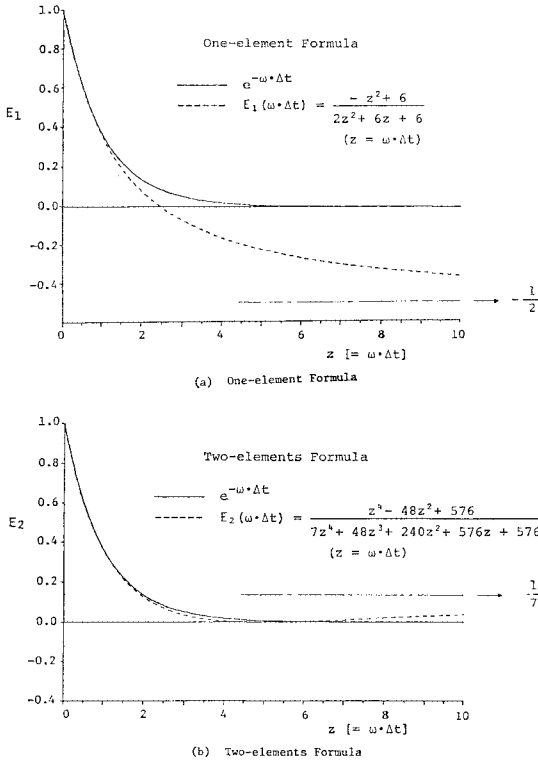 One-element Formula
e^{-ω·Δt}
E₁(ω·Δt) = \frac{- z² + 6}{2z² + 6z + 6}
(z = ω·Δt)
E₁
1.0
0.8
0.6
0.4
0.2
0.0
-0.2
-0.4
- \frac{1}{2}
0 2 4 6 8 10
z [= ω·Δt]
(a) One-element Formula
Two-elements Formula
e^{-ω·Δt}
E₂(ω·Δt) = \frac{z⁴ - 48z² + 576}{7z⁴ + 48z³ + 240z² + 576z + 576}
(z = ω·Δt)
E₂
1.0
0.8
0.6
0.4
0.2
0.0
-0.2
-0.4
\frac{1}{7}
0 2 4 6 8 10
z [= ω·Δt]
(b) Two-elements Formula